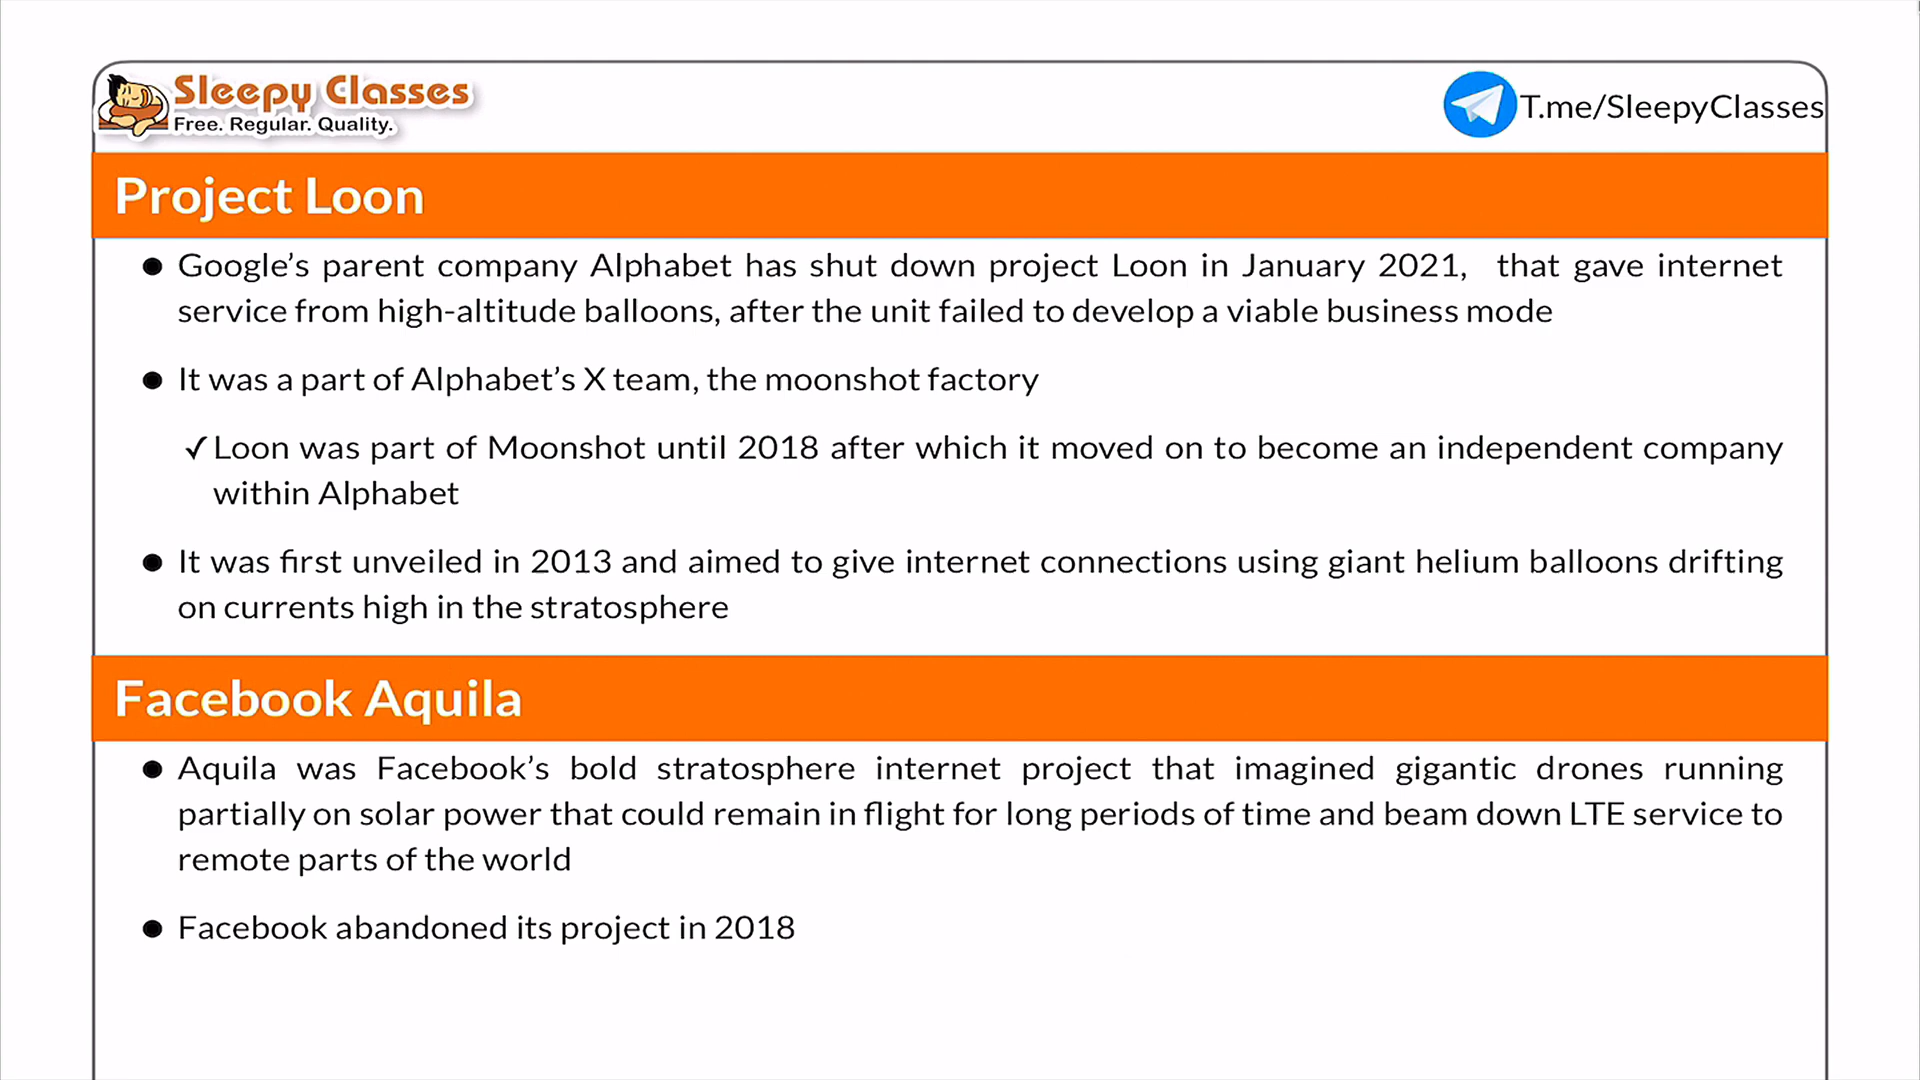 Sleepy Classes
Free. Regular. Quality.
T.me/SleepyClasses
Project Loon
● Google’s parent company Alphabet has shut down project Loon in January 2021, that gave internet
service from high-altitude balloons, after the unit failed to develop a viable business mode
● It was a part of Alphabet’s X team, the moonshot factory
✓ Loon was part of Moonshot until 2018 after which it moved on to become an independent company
within Alphabet
● It was first unveiled in 2013 and aimed to give internet connections using giant helium balloons drifting
on currents high in the stratosphere
Facebook Aquila
● Aquila was Facebook’s bold stratosphere internet project that imagined gigantic drones running
partially on solar power that could remain in flight for long periods of time and beam down LTE service to
remote parts of the world
● Facebook abandoned its project in 2018